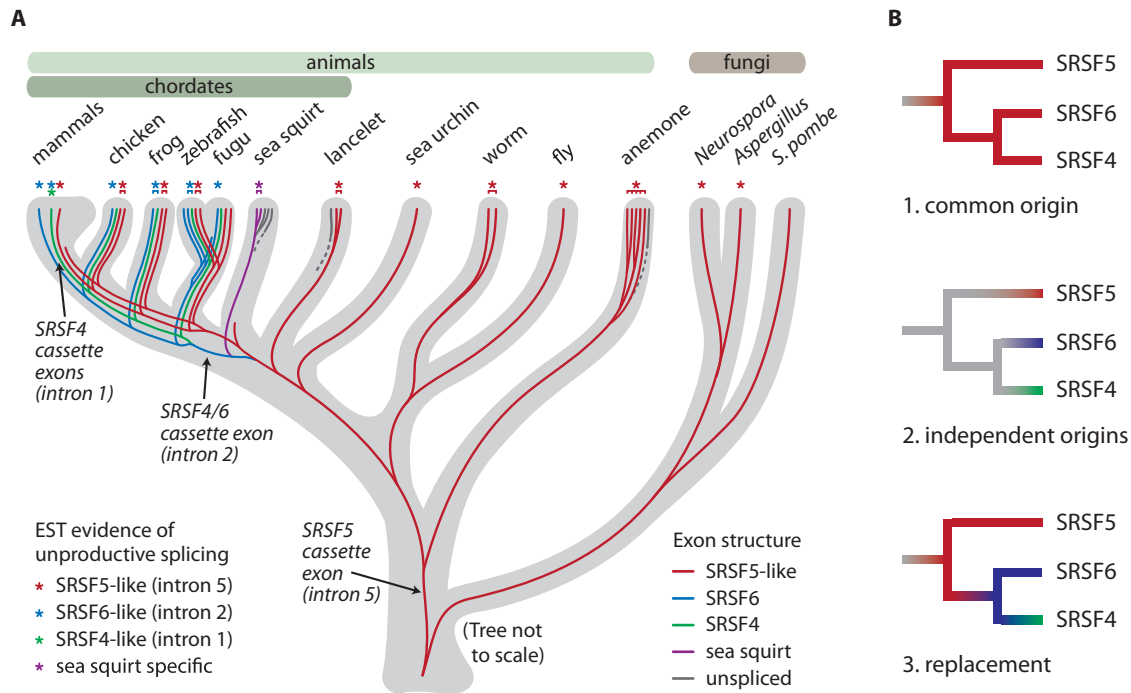 A
animals
fungi
chordates
mammals
chicken
frog
zebrafish
fugu
sea squirt
lancelet
sea urchin
worm
fly
anemone
Neurospora
Aspergillus
S. pombe
* * * * * * * * * * * * * * * * * * *
SRSF4
cassette
exons
(intron 1)
SRSF4/6
cassette exon
(intron 2)
SRSF5
cassette
exon
(intron 5)
(Tree not
to scale)
EST evidence of
unproductive splicing
* SRSF5-like (intron 5)
* SRSF6-like (intron 2)
* SRSF4-like (intron 1)
* sea squirt specific
Exon structure
SRSF5-like
SRSF6
SRSF4
sea squirt
unspliced
B
SRSF5
SRSF6
SRSF4
1. common origin
SRSF5
SRSF6
SRSF4
2. independent origins
SRSF5
SRSF6
SRSF4
3. replacement